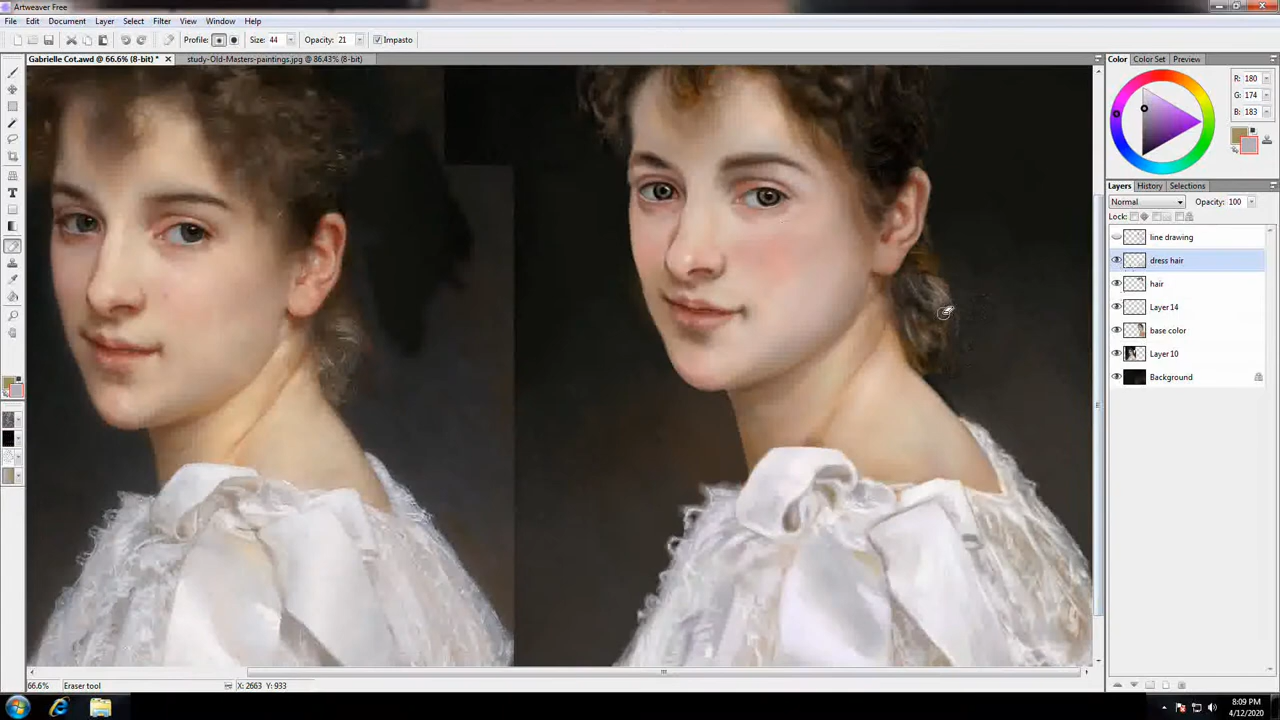 Artweaver Free
File Edit Document Layer Select Filter View Window Help
Profile: Size: 44 Opacity: 21 Impasto
Gabrielle Cot.awd @ 66.6% (8-bit) * study-Old-Masters-paintings.jpg @ 86.43% (8-bit)
Color Color Set Preview
R: 180
G: 174
B: 183
Layers History Selections
Normal Opacity: 100
Lock:
line drawing
dress hair
hair
Layer 14
base color
Layer 10
Background
66.6% Eraser tool X: 2663 Y: 933
8:09 PM
4/12/2020